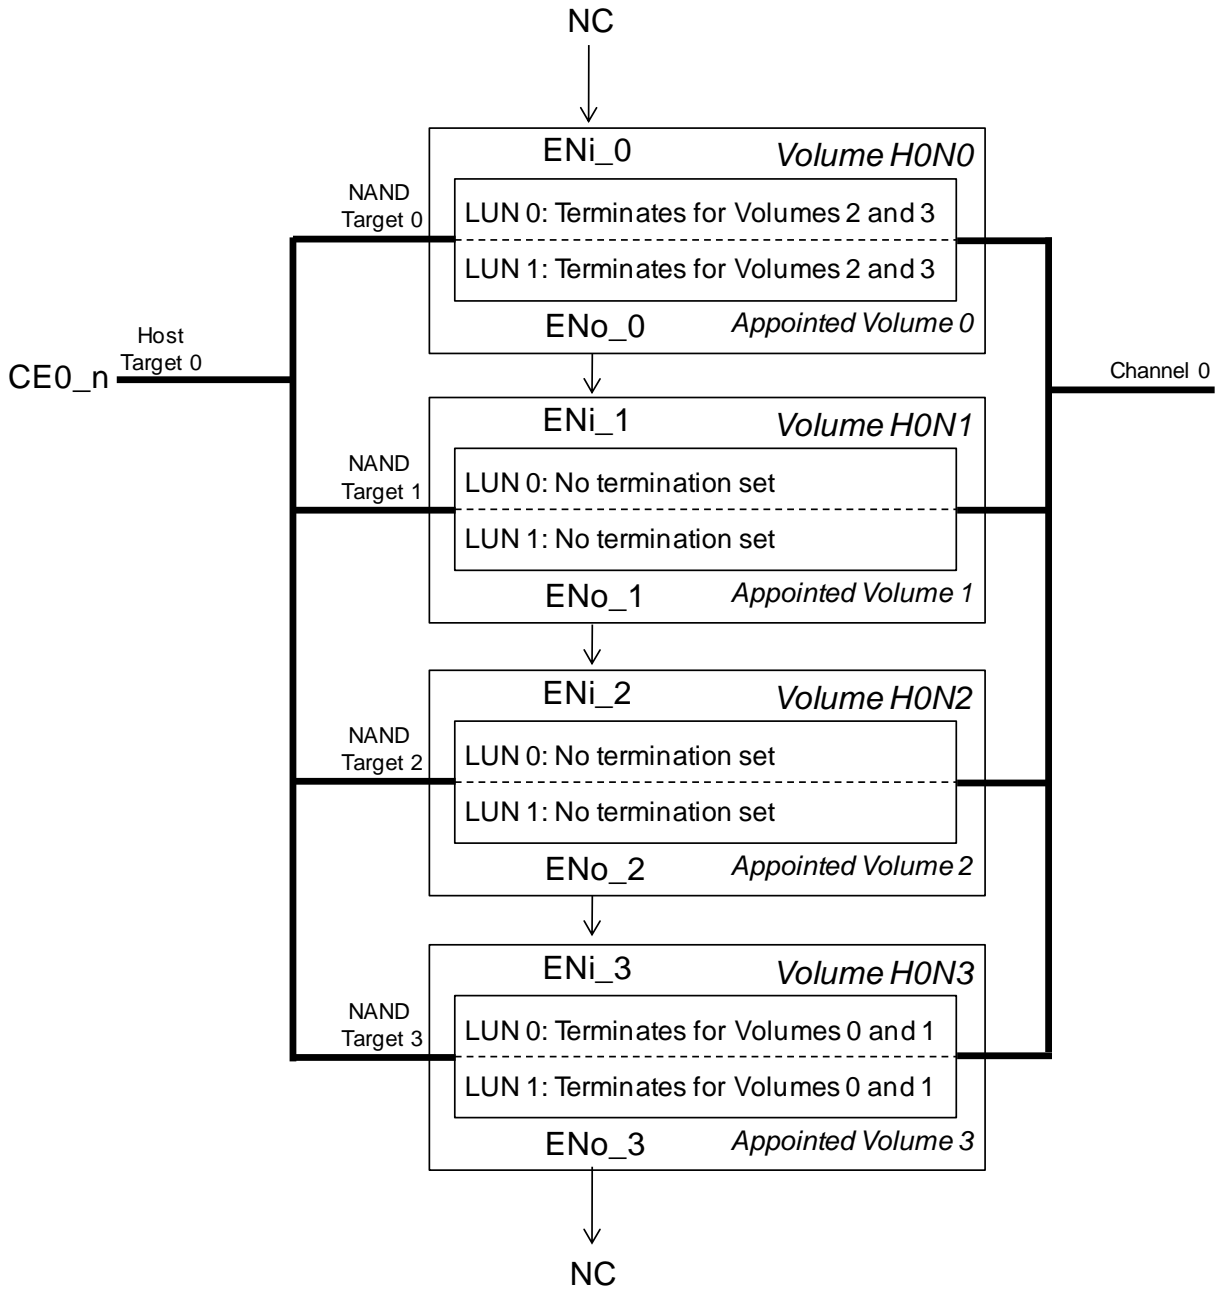 NC
ENi_0
Volume H0N0
NAND
Target 0
LUN 0: Terminates for Volumes 2 and 3
LUN 1: Terminates for Volumes 2 and 3
ENo_0
Appointed Volume 0
Host
Target 0
CE0_n
Channel 0
ENi_1
Volume H0N1
NAND
Target 1
LUN 0: No termination set
LUN 1: No termination set
ENo_1
Appointed Volume 1
ENi_2
Volume H0N2
NAND
Target 2
LUN 0: No termination set
LUN 1: No termination set
ENo_2
Appointed Volume 2
ENi_3
Volume H0N3
NAND
Target 3
LUN 0: Terminates for Volumes 0 and 1
LUN 1: Terminates for Volumes 0 and 1
ENo_3
Appointed Volume 3
NC